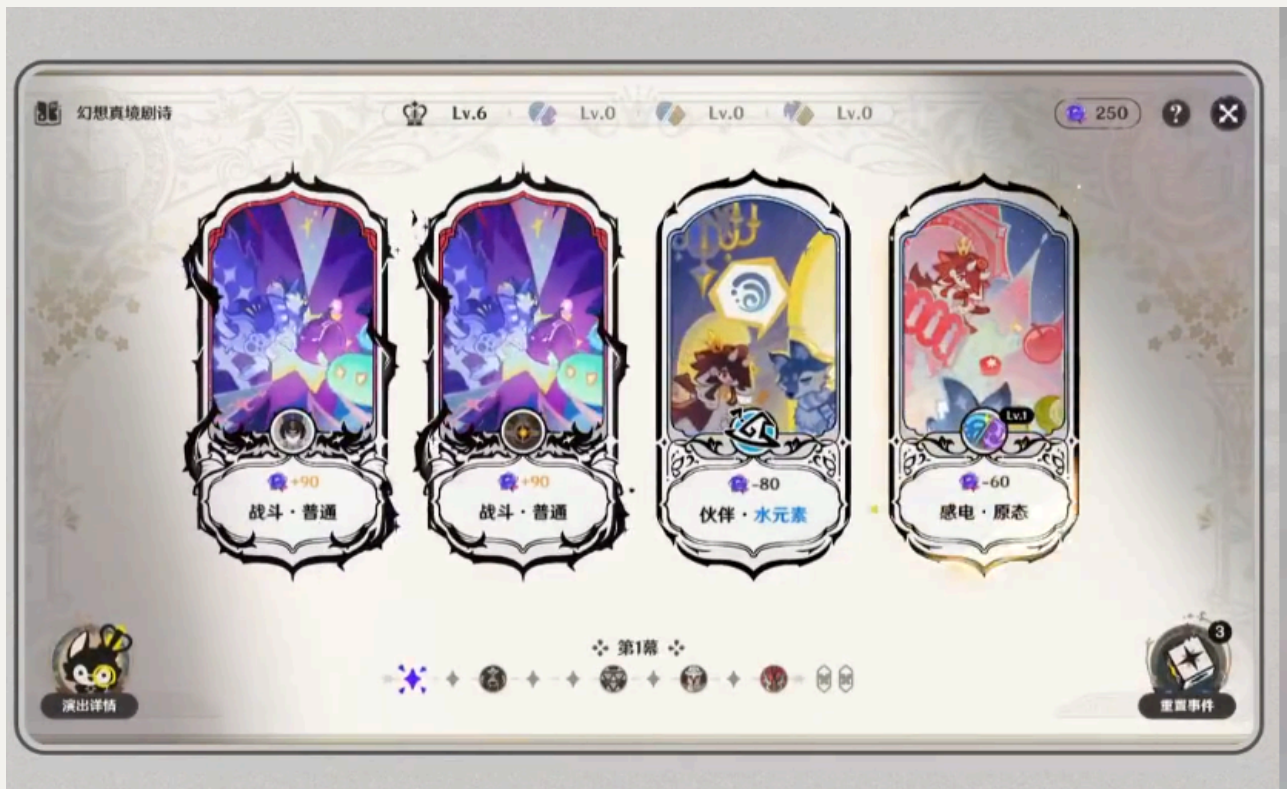 幻想真境剧诗
Lv.6
Lv.0
Lv.0
Lv.0
250
?
Lv.1
+90
战斗·普通
+90
战斗·普通
-80
伙伴·水元素
-60
感电·原态
第1幕
演出详情
3
重置事件